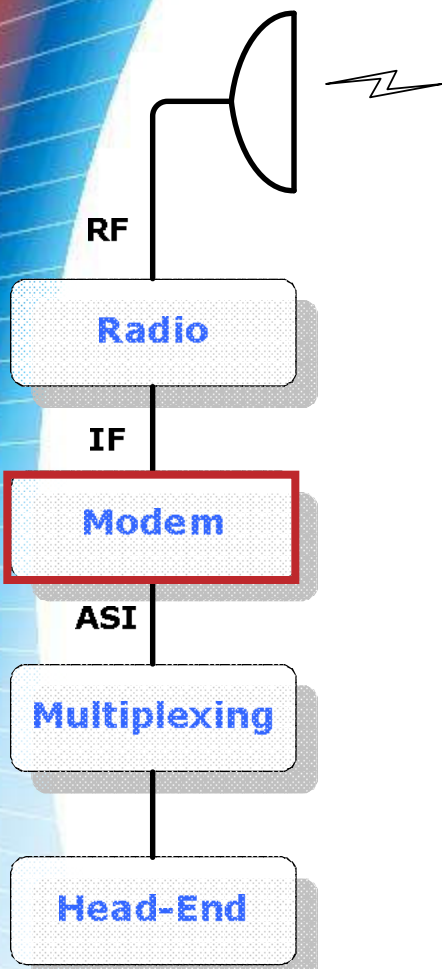 RF
Radio
IF
Modem
ASI
Multiplexing
Head-End